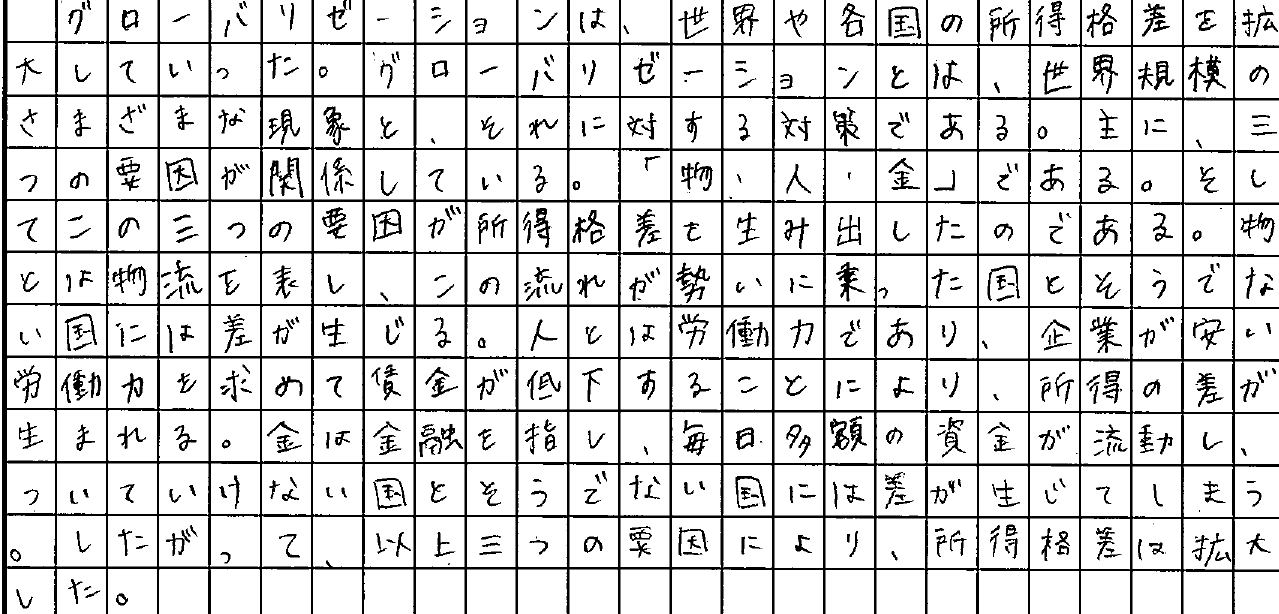 グローバリゼーションは、世界や各国の所得格差を拡
大していった。グローバリゼーションとは、世界規模の
さまざまな現象と、それに対する対策である。主に、三
つの要因が関係している。「物、人、金」である。そし
てこの三つの要因が所得格差を生み出したのである。物
とは物流を表し、この流れが勢いに乗った国とそうでな
い国には差が生じる。人とは労働力であり、企業が安い
労働力を求めて賃金が低下することにより、所得の差が
生まれる。金は金融を指し、毎日多額の資金が流動し、
ついていけない国とそうでない国には差が生じてしまう
。したがって、以上三つの要因により、所得格差は拡大
した。